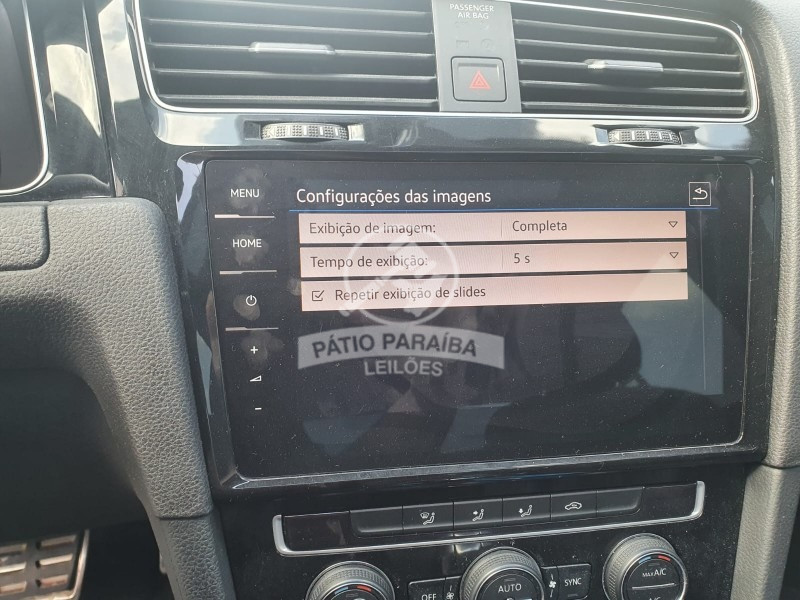 PASSENGER
AIR BAG
MENU
Configurações das imagens
HOME
Exibição de imagem: Completa
Tempo de exibição: 5 s
Repetir exibição de slides
+
-
PÁTIO PARAÍBA
LEILÕES
OFF
AUTO
SYNC
MAX A/C
A/C